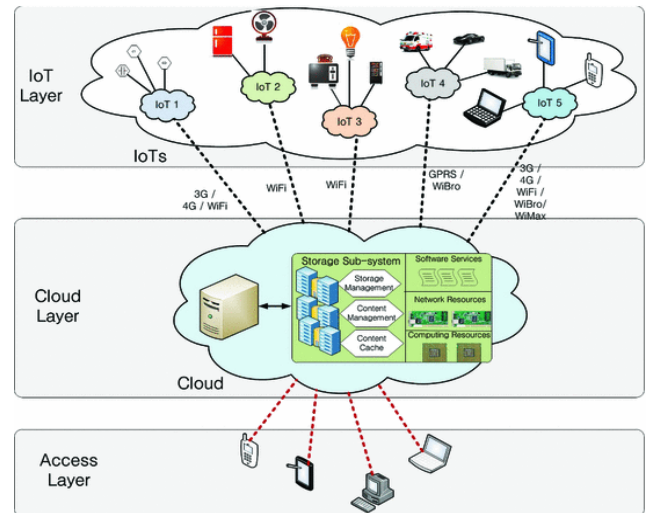 IoT
Layer
IoT 1
IoT 2
IoT 3
IoT 4
IoT 5
IoTs
3G /
4G / WiFi
WiFi
WiFi
GPRS /
WiBro
3G /
4G /
WiFi /
WiBro/
WiMax
Cloud
Layer
Storage Sub-system
Storage
Management
Content
Management
Content
Cache
Software Services
Network Resources
Computing Resources
Cloud
Access
Layer